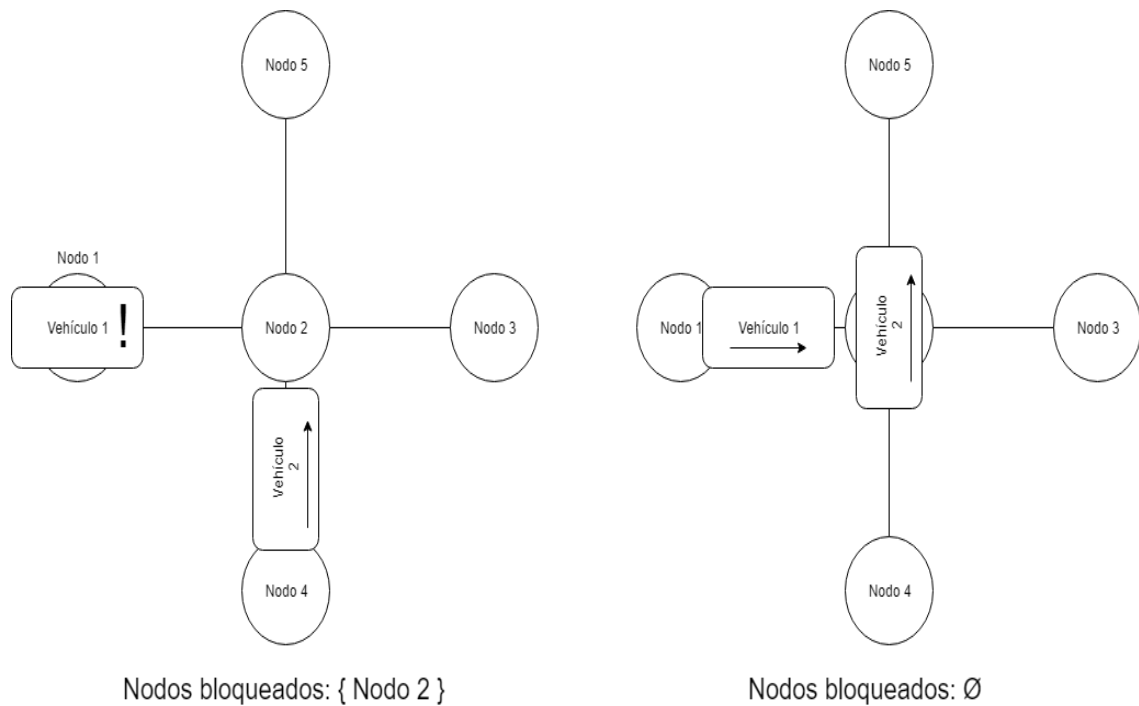 Nodo 5
Nodo 1
Vehículo 1 !
Nodo 2
Nodo 3
Vehículo
2
Nodo 4
Nodos bloqueados: { Nodo 2 }
Nodo 5
Nodo 1
Vehículo 1
Vehículo
2
Nodo 3
Nodo 4
Nodos bloqueados: Ø